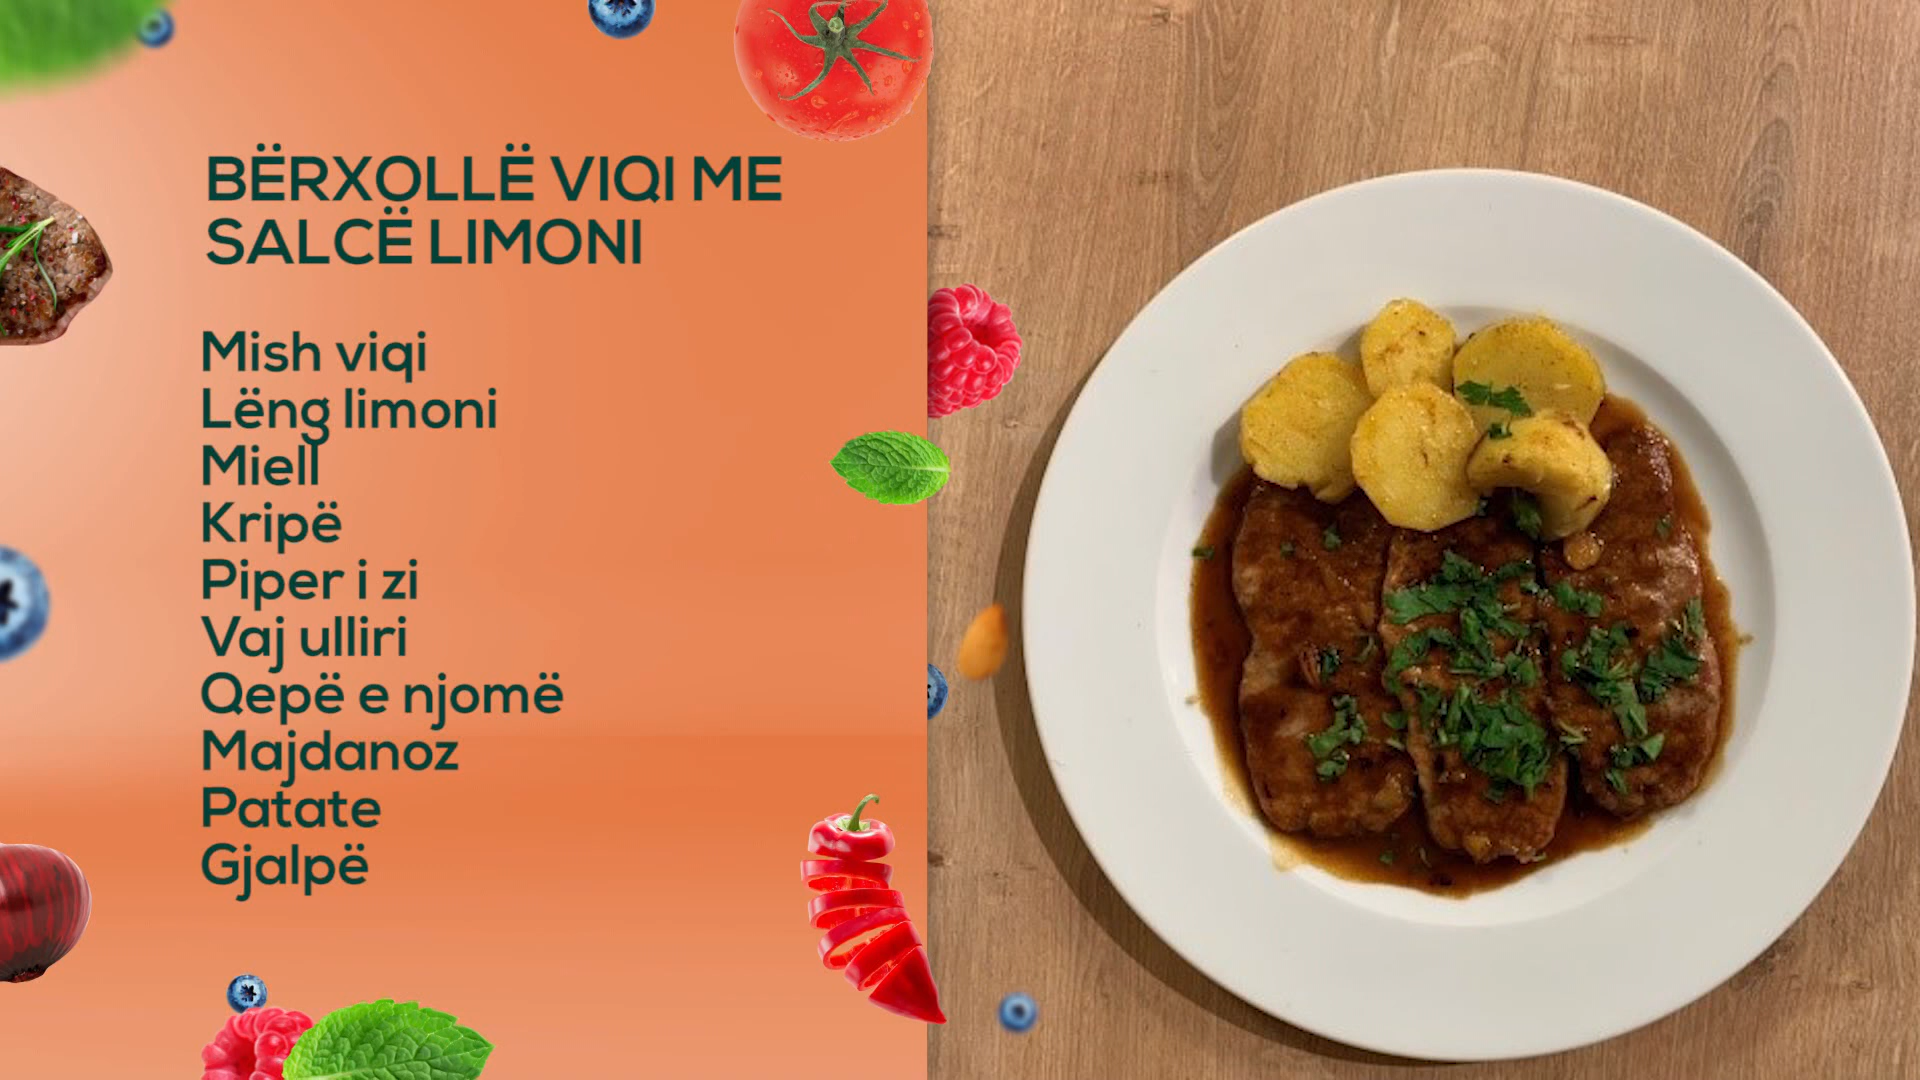 BËRXOLLË VIQI ME
SALCË LIMONI
Mish viqi
Lëng limoni
Miell
Kripë
Piper i zi
Vaj ulliri
Qepë e njomë
Majdanoz
Patate
Gjalpë